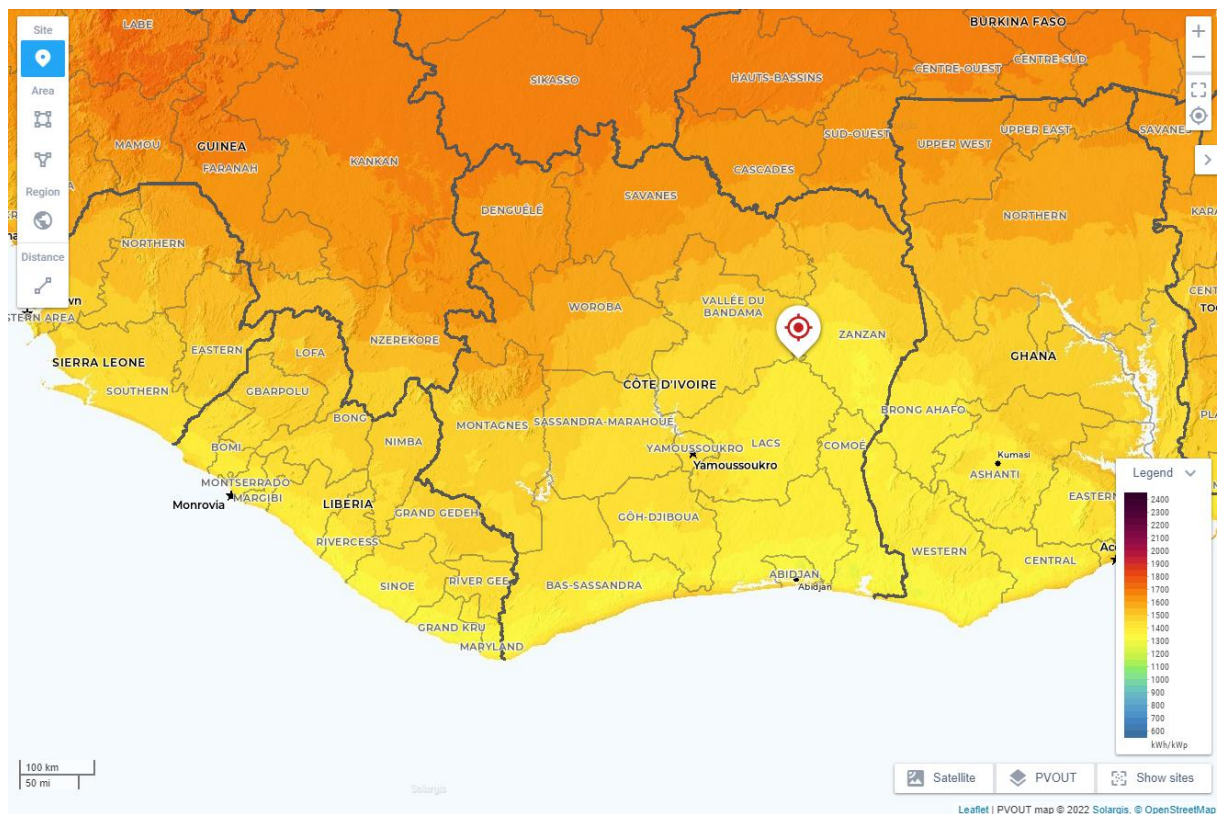 Site
Area
Region
Distance
LABE
BURKINA FASO
SIKASSO
HAUTS-BASSINS
CENTRE-OUEST
CENTRE-SUD
MAMOU
GUINEA
FARANAH
KANKAN
SUD-OUEST
UPPER WEST
UPPER EAST
SAVANES
CASCADES
DENGUÉLÉ
SAVANES
NORTHERN
NORTHERN
WOROBA
VALLÉE DU
BANDAMA
ZANZAN
EASTERN
LOFA
NZEREKORE
SIERRA LEONE
SOUTHERN
GBARPOLU
GHANA
CÔTE D'IVOIRE
BRONG AHAFO
BONG
MONTAGNES
SASSANDRA-MARAHOUE
NIMBA
BOMI
YAMOUSSOUKRO
LACS
COMOÉ
Yamoussoukro
Kumasi
ASHANTI
MONTSERRADO
MARGIBI
Monrovia
LIBERIA
GRAND GEDEH
GÔH-DJIBOUA
RIVERCESS
WESTERN
CENTRAL
SINOE
RIVER GEE
BAS-SASSANDRA
ABIDJAN
Abidjan
GRAND KRU
MARYLAND
Legend
2400
2300
2200
2100
2000
1900
1800
1700
1600
1500
1400
1300
1200
1100
1000
900
800
700
600
kWh/kWp
100 km
50 mi
Solargis
Satellite
PVOUT
Show sites
Leaflet | PVOUT map © 2022 Solargis, © OpenStreetMap